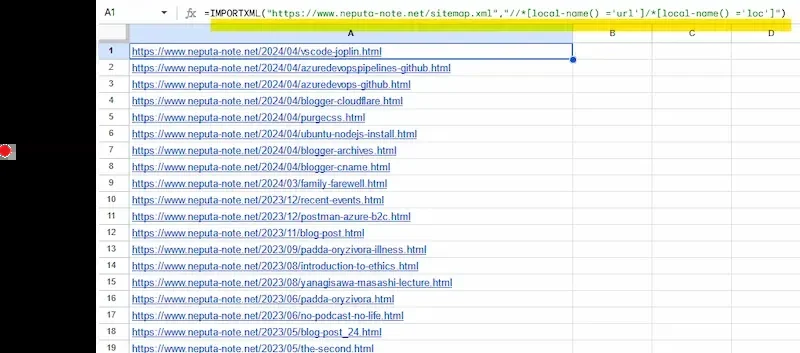 A1 fx =IMPORTXML("https://www.neputa-note.net/sitemap.xml","//*[local-name() ='url']/*[local-name() ='loc']")
A B C D
1 https://www.neputa-note.net/2024/04/vscode-joplin.html
2 https://www.neputa-note.net/2024/04/azuredevopspipelines-github.html
3 https://www.neputa-note.net/2024/04/azuredevops-github.html
4 https://www.neputa-note.net/2024/04/blogger-cloudflare.html
5 https://www.neputa-note.net/2024/04/purgecss.html
6 https://www.neputa-note.net/2024/04/ubuntu-nodejs-install.html
7 https://www.neputa-note.net/2024/04/blogger-archives.html
8 https://www.neputa-note.net/2024/04/blogger-cname.html
9 https://www.neputa-note.net/2024/03/family-farewell.html
10 https://www.neputa-note.net/2023/12/recent-events.html
11 https://www.neputa-note.net/2023/12/postman-azure-b2c.html
12 https://www.neputa-note.net/2023/11/blog-post.html
13 https://www.neputa-note.net/2023/09/padda-oryzivora-illness.html
14 https://www.neputa-note.net/2023/08/introduction-to-ethics.html
15 https://www.neputa-note.net/2023/08/yanagisawa-masashi-lecture.html
16 https://www.neputa-note.net/2023/06/padda-oryzivora.html
17 https://www.neputa-note.net/2023/06/no-podcast-no-life.html
18 https://www.neputa-note.net/2023/05/blog-post_24.html
19 https://www.neputa-note.net/2023/05/the-second.html